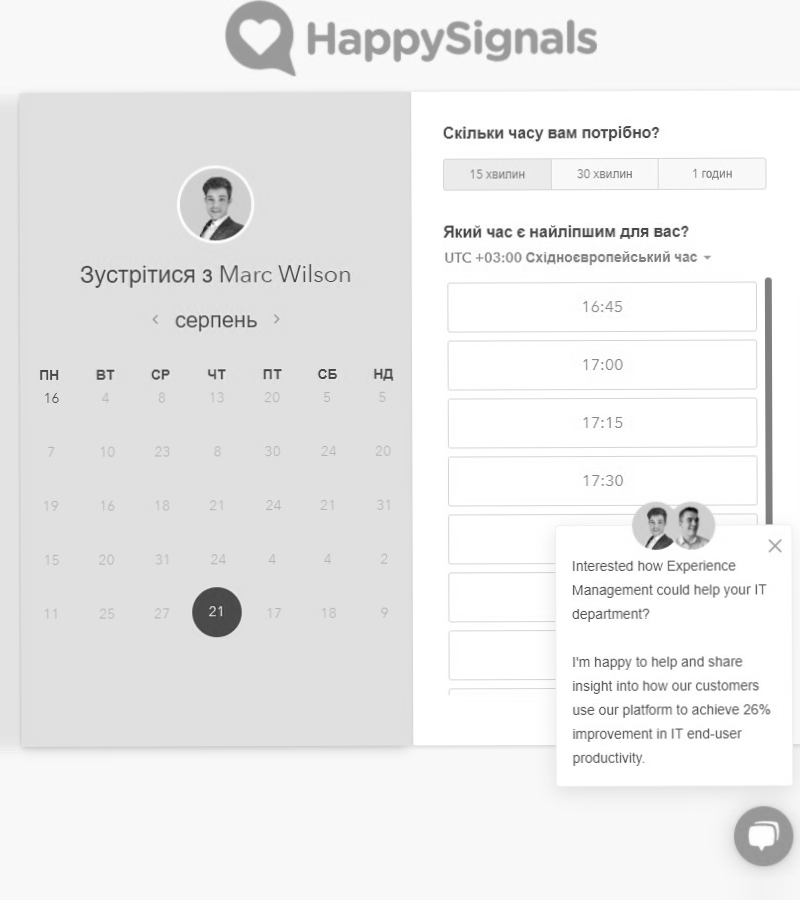 HappySignals
Зустрітися з Marc Wilson
серпень
ПН ВТ СР ЧТ ПТ СБ НД
16 4 8 13 20 5 5
7 10 23 8 30 24 20
19 16 18 21 24 21 31
15 20 31 24 4 4 2
11 25 27 21 17 18 9
Скільки часу вам потрібно?
15 хвилин 30 хвилин 1 годин
Який час є найліпшим для вас?
UTC +03:00 Східноєвропейський час
16:45
17:00
17:15
17:30
Interested how Experience
Management could help your IT
department?
I'm happy to help and share
insight into how our customers
use our platform to achieve 26%
improvement in IT end-user
productivity.